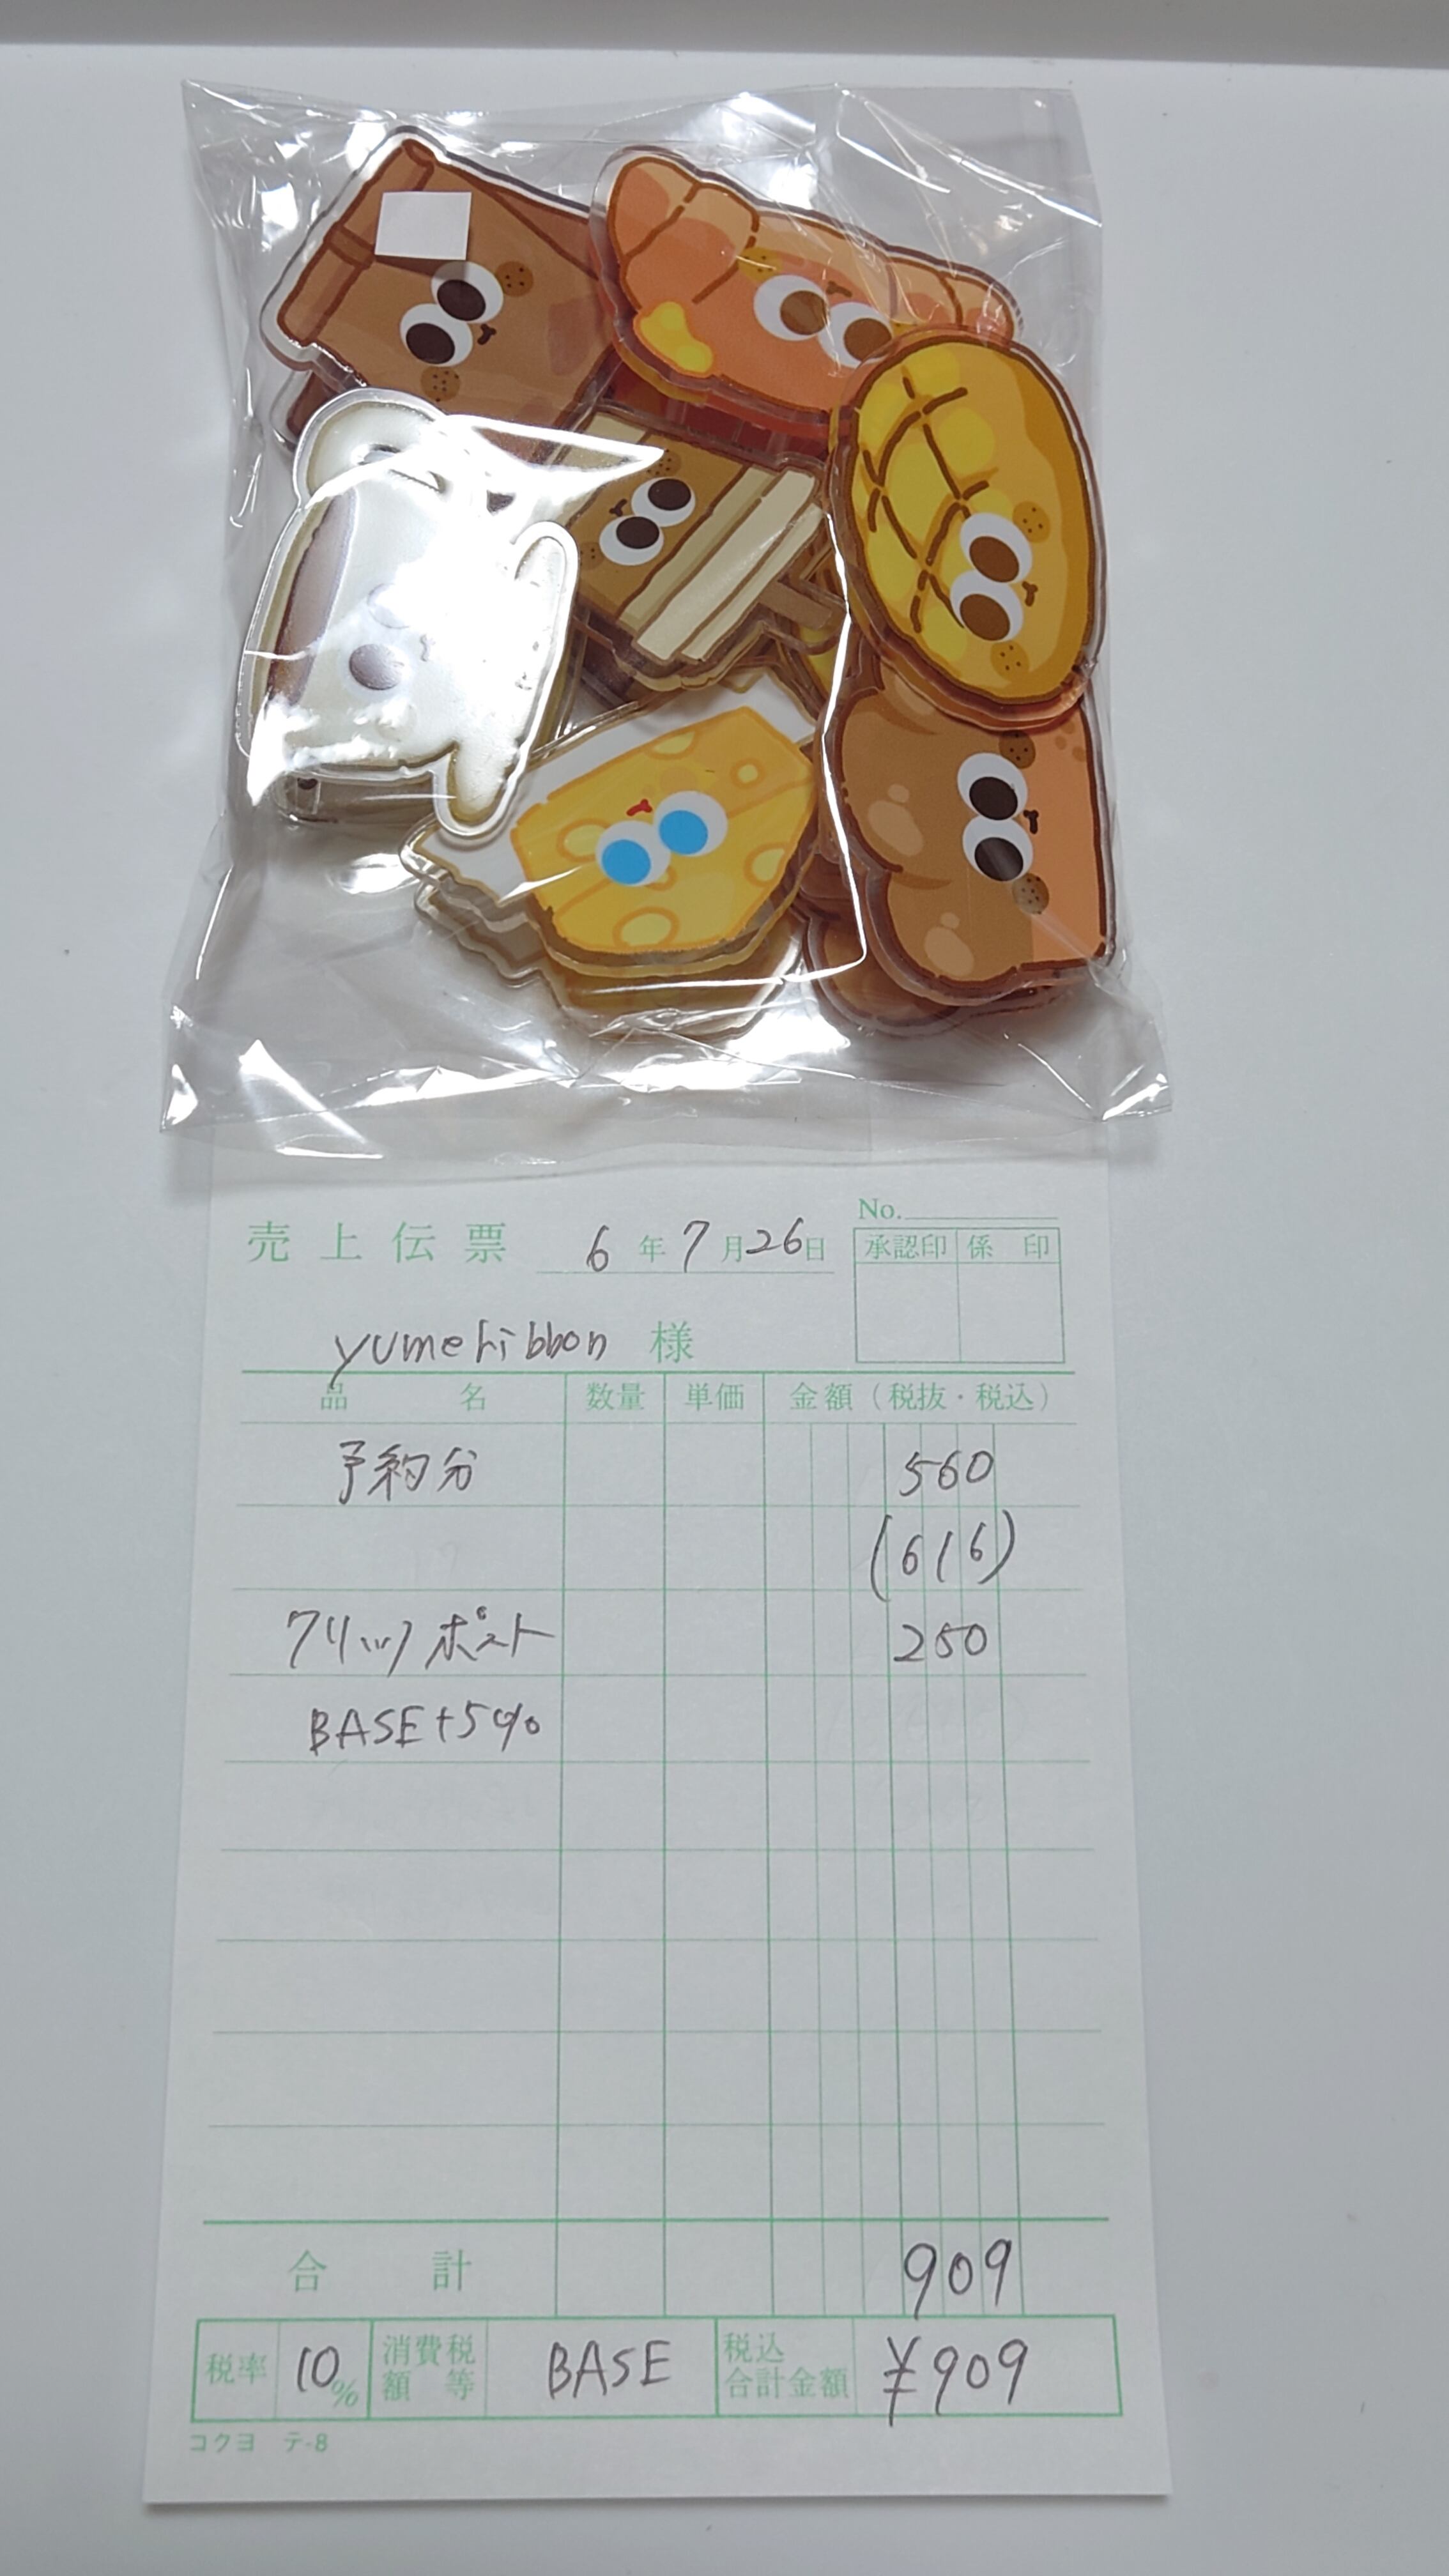 売上伝票 6年7月26日
No.
承認印 係印
yumeribbon 様
品名 数量 単価 金額(税抜・税込)
予約分 560
(616)
クリックポスト 250
BASE+5%
合計 909
税率 10% 消費税額等 BASE 税込合計金額 ¥909
コクヨ テ-8